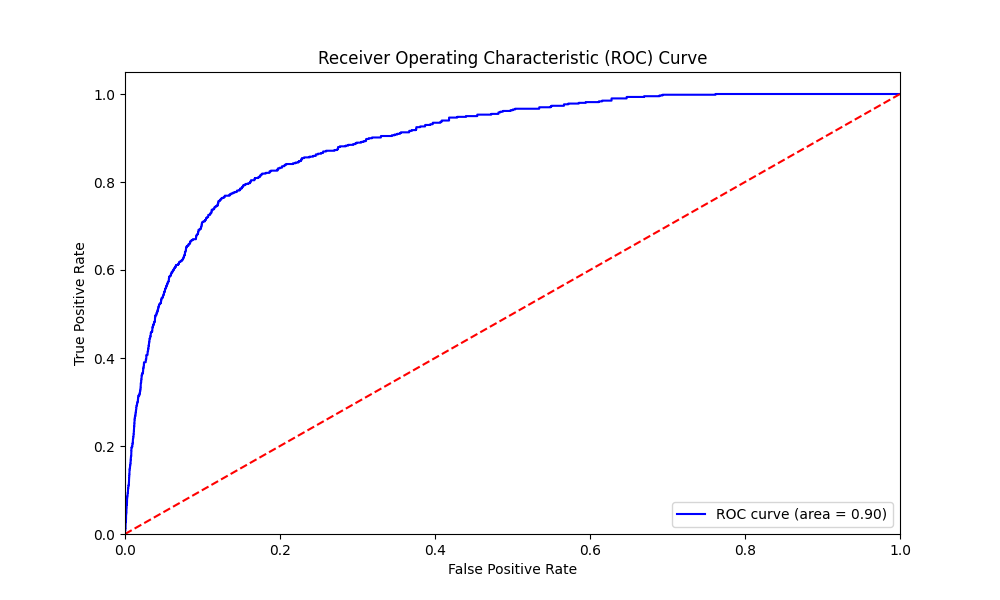 Receiver Operating Characteristic (ROC) Curve
True Positive Rate
1.0
0.8
0.6
0.4
0.2
0.0
ROC curve (area = 0.90)
0.0 0.2 0.4 0.6 0.8 1.0
False Positive Rate